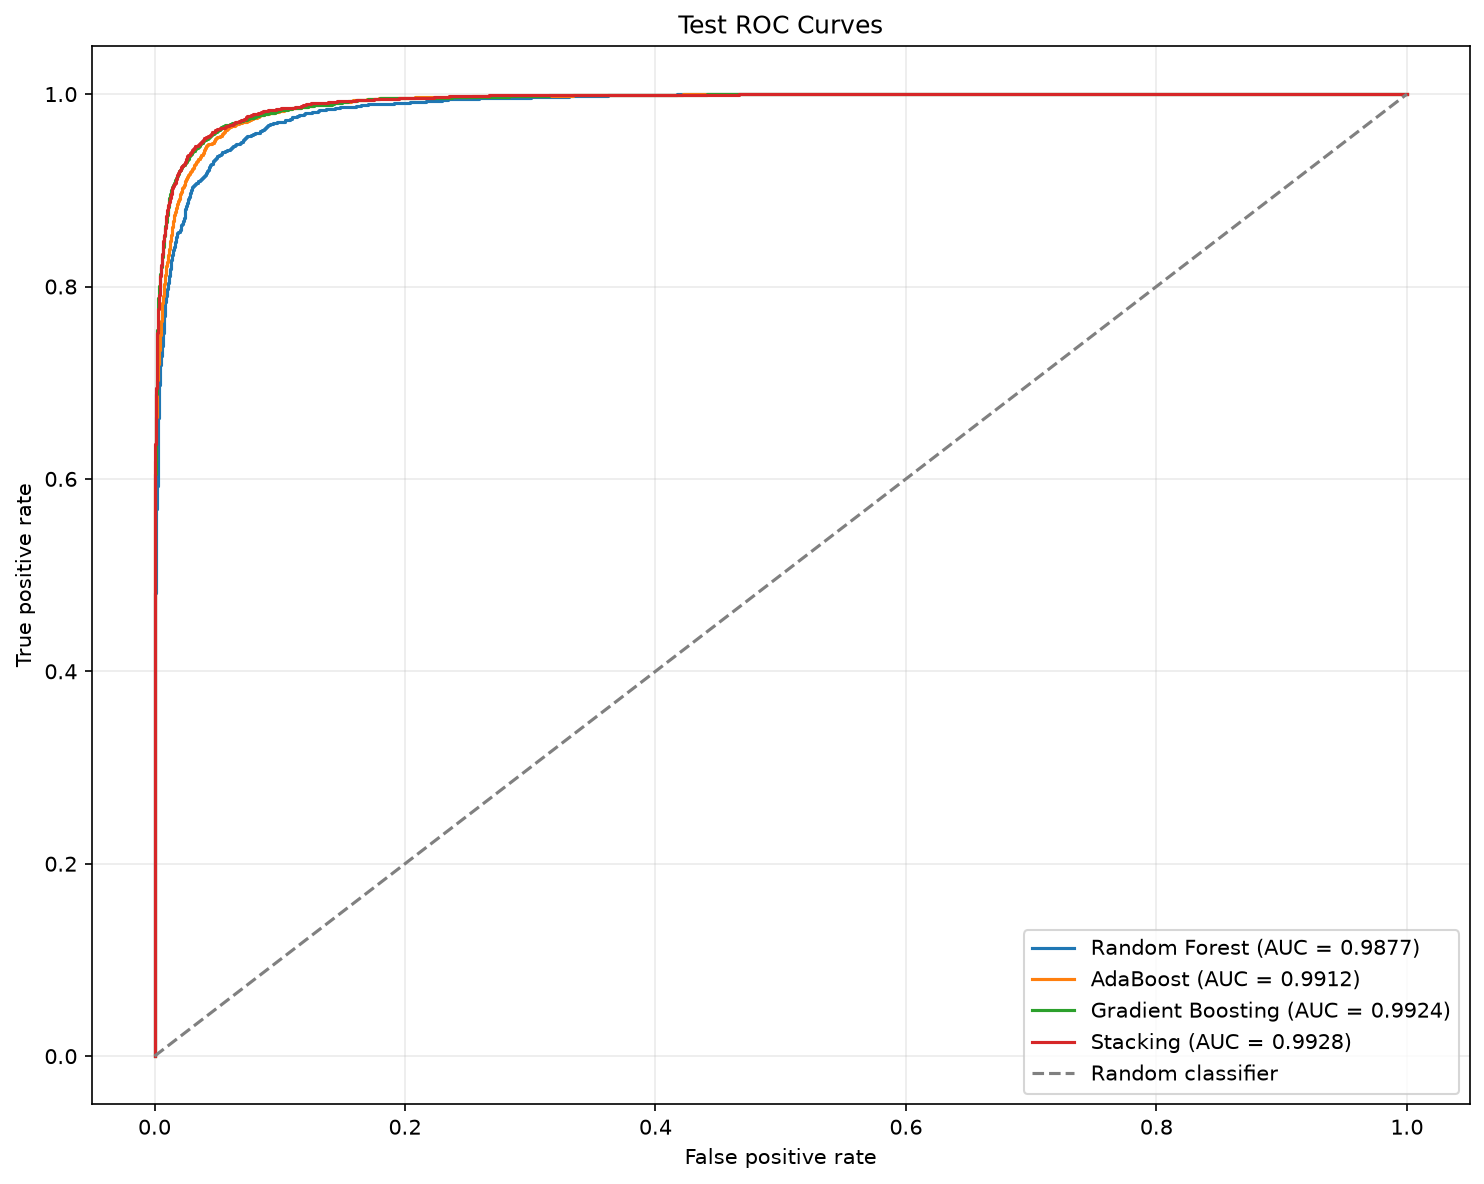 Test ROC Curves
True positive rate
1.0
0.8
0.6
0.4
0.2
0.0
0.0 0.2 0.4 0.6 0.8 1.0
False positive rate
Random Forest (AUC = 0.9877)
AdaBoost (AUC = 0.9912)
Gradient Boosting (AUC = 0.9924)
Stacking (AUC = 0.9928)
Random classifier